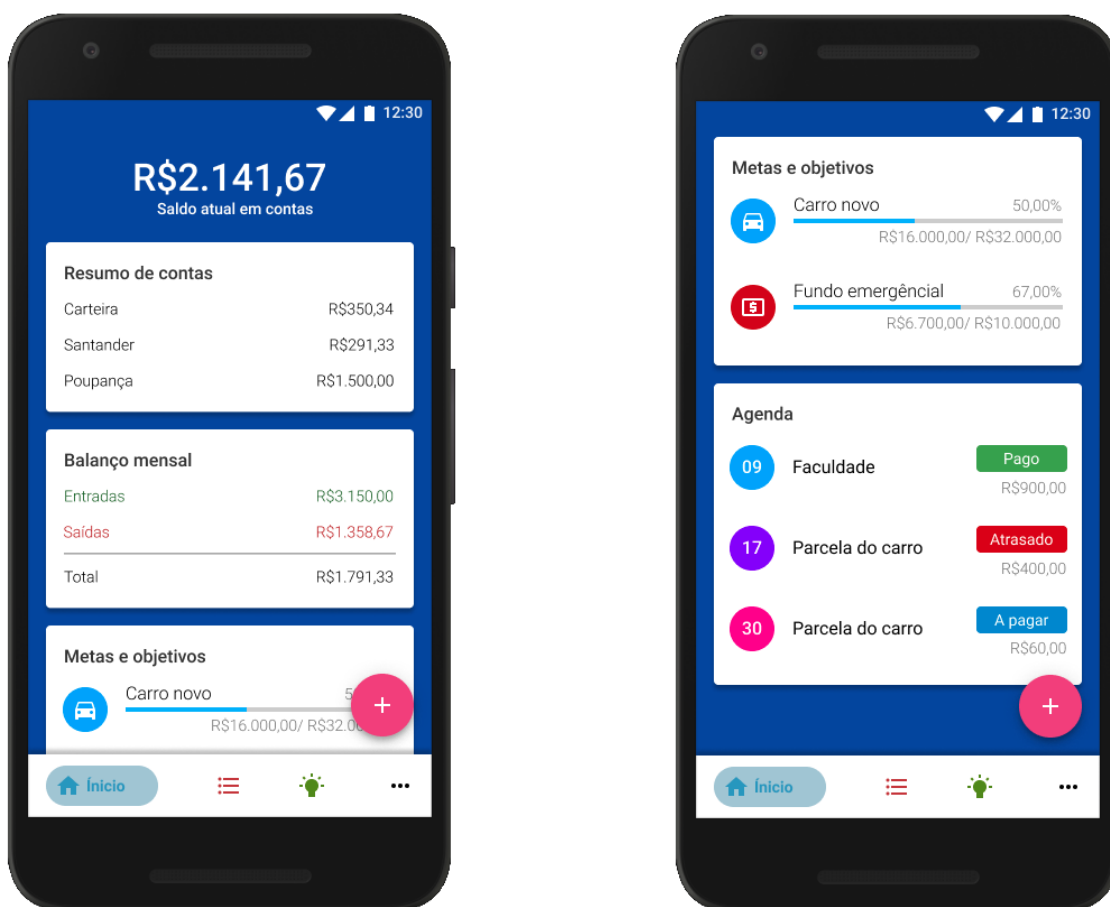 12:30
R$2.141,67
Saldo atual em contas
Resumo de contas
Carteira R$350,34
Santander R$291,33
Poupança R$1.500,00
Balanço mensal
Entradas R$3.150,00
Saídas R$1.358,67
Total R$1.791,33
Metas e objetivos
Carro novo 5
R$16.000,00/ R$32.0
+
Ínicio
12:30
Metas e objetivos
Carro novo 50,00%
R$16.000,00/ R$32.000,00
Fundo emergêncial 67,00%
R$6.700,00/ R$10.000,00
Agenda
09 Faculdade Pago
R$900,00
17 Parcela do carro Atrasado
R$400,00
30 Parcela do carro A pagar
R$60,00
+
Ínicio